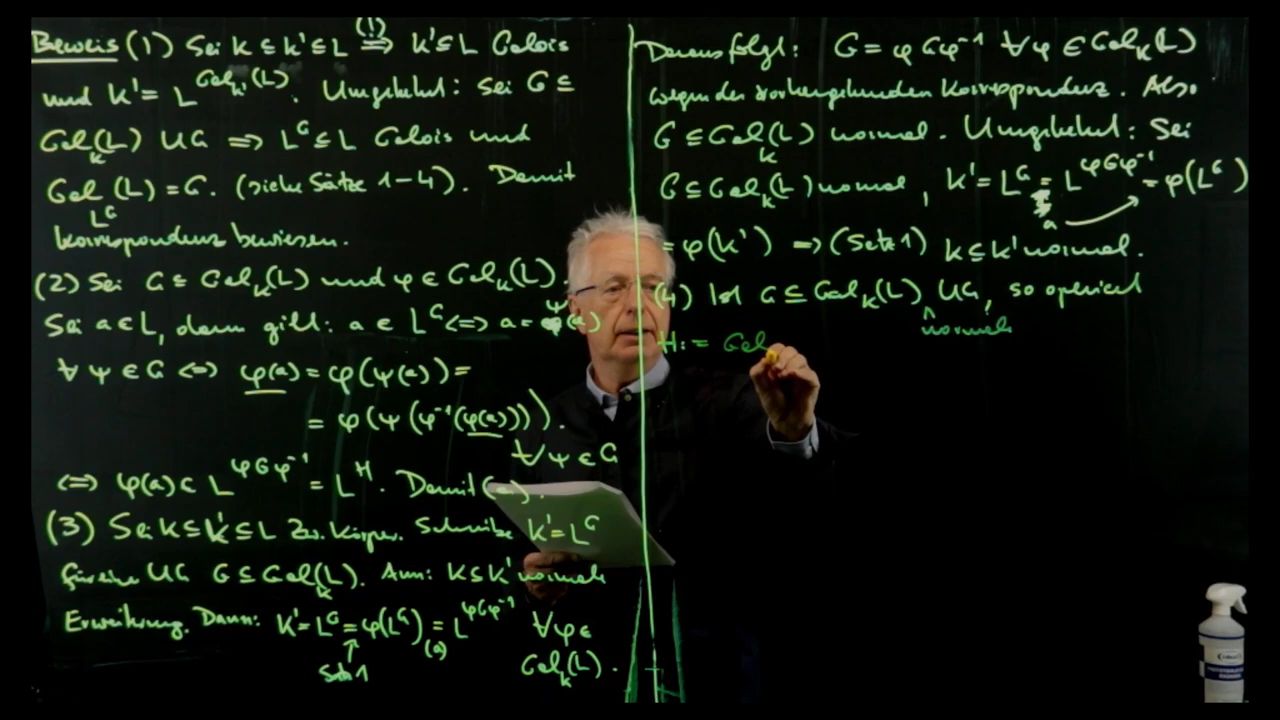 Beweis (1) Sei k ⊆ k' ⊆ L (!) ⟹ k' ⊆ L Galois
und k' = L^{Gal_{k'}(L)}. Umgekehrt: Sei G ⊆
Gal_k(L) UG ⟹ L^G ⊆ L Galois und
Gal_{L^G}(L) = G. (siehe Sätze 1-4). Damit
Korrespondenz bewiesen.
(2) Sei G ⊆ Gal_k(L) und φ ∈ Gal_k(L).
Sei a ∈ L, dann gilt: a ∈ L^G ⟺ a = ψ(a)
∀ ψ ∈ G ⟺ φ(a) = φ(ψ(a)) =
= φ(ψ(φ^{-1}(φ(a)))).
∀ ψ ∈ G
⟺ φ(a) ∈ L^{φGφ^{-1}} = L^H. Damit (a).
(3) Sei k ⊆ k' ⊆ L Zw. Körper. Schreibe k' = L^G
für eine UG G ⊆ Gal_k(L). Ann: k ⊆ k' normale
Erweiterung. Dann: k' = L^G = φ(L^G) = L^{φGφ^{-1}} ∀ φ ∈
↑ (a)
Satz 1 Gal_k(L).
Daraus folgt: G = φGφ^{-1} ∀ φ ∈ Gal_k(L)
wegen der vorhergehenden Korrespondenz. Also
G ⊆ Gal_k(L) normal. Umgekehrt: Sei
G ⊆ Gal_k(L) normal, k' = L^G = L^{φGφ^{-1}} = φ(L^G)
a
= φ(k') ⟹ (Satz 1) k ⊆ k' normal.
(4) Ist G ⊆ Gal_k(L) UG, so operiert
^ normale
H := Gal